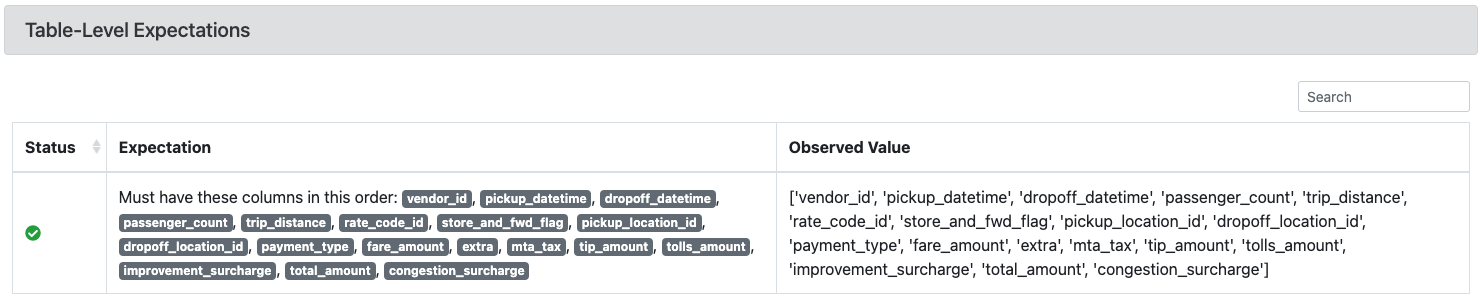 Table-Level Expectations
Search
Status Expectation Observed Value
Must have these columns in this order: vendor_id, pickup_datetime, dropoff_datetime,
passenger_count, trip_distance, rate_code_id, store_and_fwd_flag, pickup_location_id,
dropoff_location_id, payment_type, fare_amount, extra, mta_tax, tip_amount, tolls_amount,
improvement_surcharge, total_amount, congestion_surcharge
['vendor_id', 'pickup_datetime', 'dropoff_datetime', 'passenger_count', 'trip_distance',
'rate_code_id', 'store_and_fwd_flag', 'pickup_location_id', 'dropoff_location_id',
'payment_type', 'fare_amount', 'extra', 'mta_tax', 'tip_amount', 'tolls_amount',
'improvement_surcharge', 'total_amount', 'congestion_surcharge']